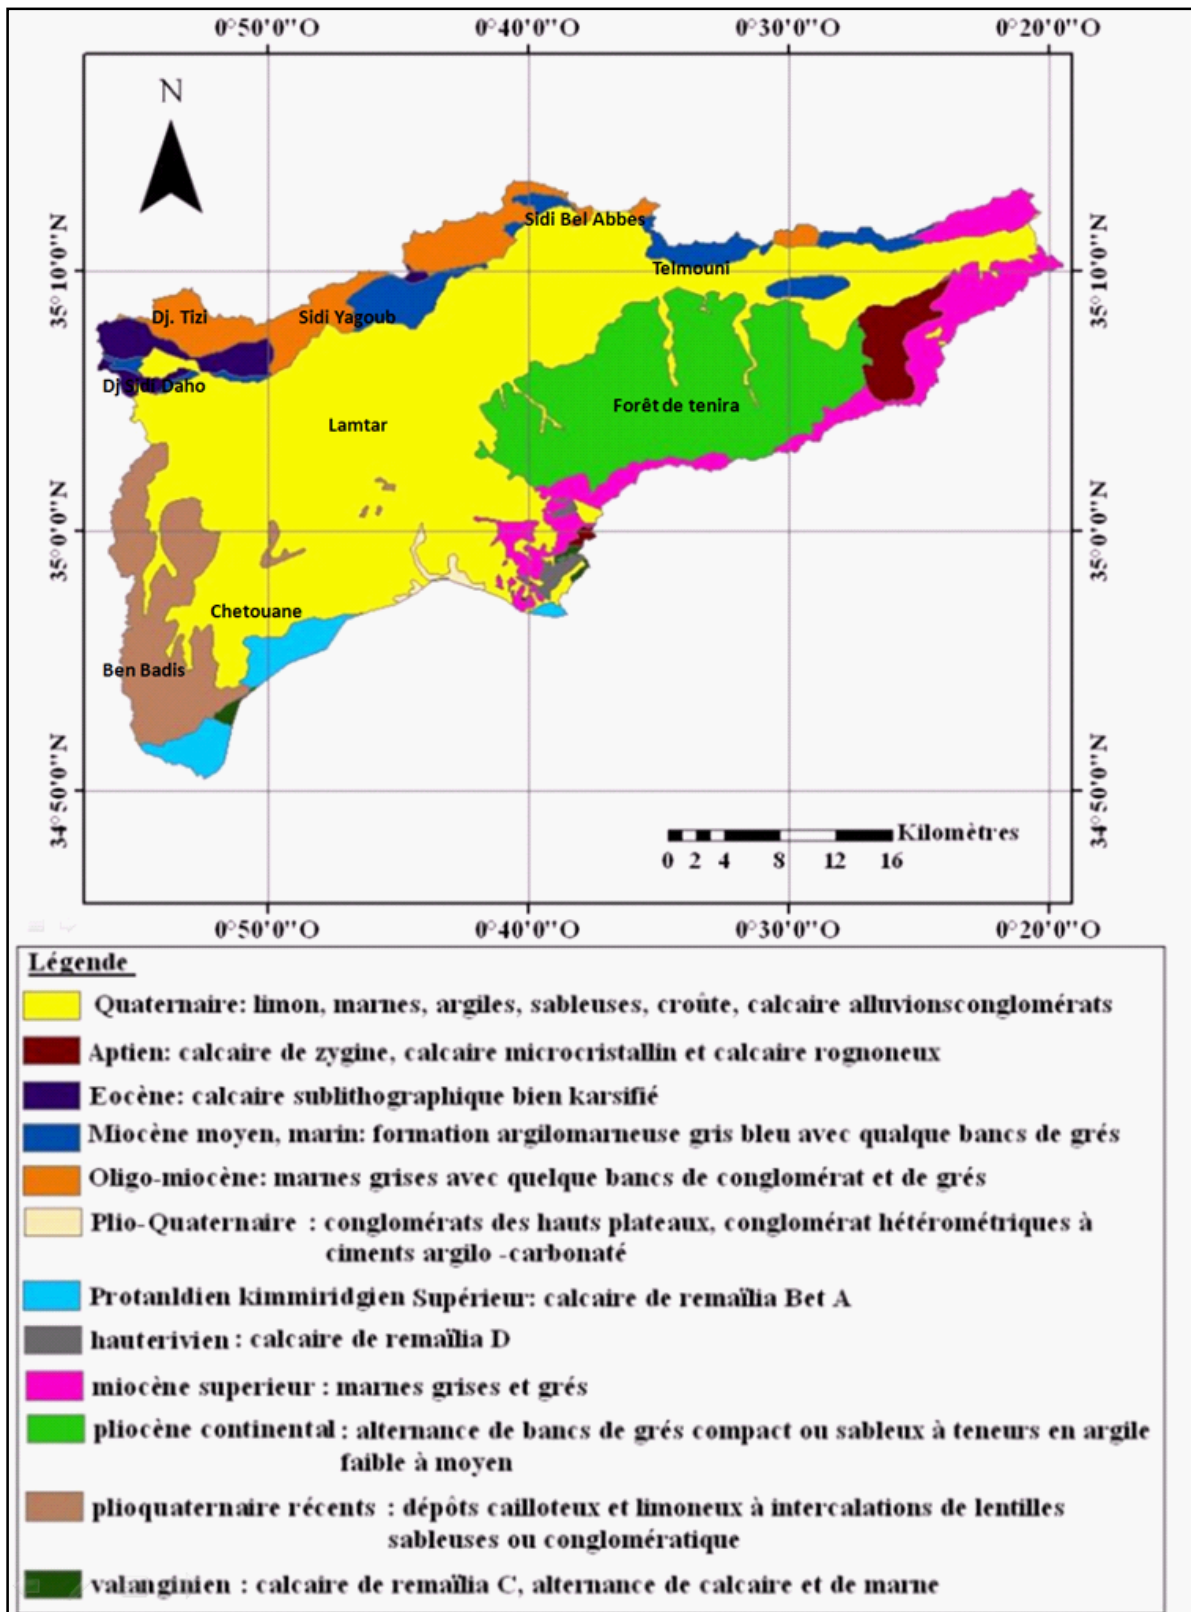 0°50'0"O 0°40'0"O 0°30'0"O 0°20'0"O
N
35°10'0"N
35°10'0"N
35°0'0"N
35°0'0"N
34°50'0"N
34°50'0"N
Sidi Bel Abbes
Telmouni
Dj. Tizi
Sidi Yagoub
Dj Sidi Daho
Forêt de tenira
Lamtar
Chetouane
Ben Badis
Kilomètres
0 2 4 8 12 16
0°50'0"O 0°40'0"O 0°30'0"O 0°20'0"O
Légende
Quaternaire: limon, marnes, argiles, sableuses, croûte, calcaire alluvionsconglomérats
Aptien: calcaire de zygine, calcaire microcristallin et calcaire rognoneux
Eocène: calcaire sublithographique bien karsifié
Miocène moyen, marin: formation argilomarneuse gris bleu avec qualque bancs de grés
Oligo-miocène: marnes grises avec quelque bancs de conglomérat et de grés
Plio-Quaternaire : conglomérats des hauts plateaux, conglomérat hétérométriques à
ciments argilo -carbonaté
Protanldien kimmiridgien Supérieur: calcaire de remaïlia Bet A
hauterivien : calcaire de remaïlia D
miocène superieur : marnes grises et grés
pliocène continental : alternance de bancs de grés compact ou sableux à teneurs en argile
faible à moyen
plioquaternaire récents : dépôts cailloteux et limoneux à intercalations de lentilles
sableuses ou conglomératique
valanginien : calcaire de remaïlia C, alternance de calcaire et de marne